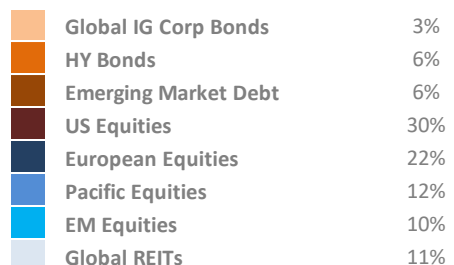 Global IG Corp Bonds 3%
HY Bonds 6%
Emerging Market Debt 6%
US Equities 30%
European Equities 22%
Pacific Equities 12%
EM Equities 10%
Global REITs 11%